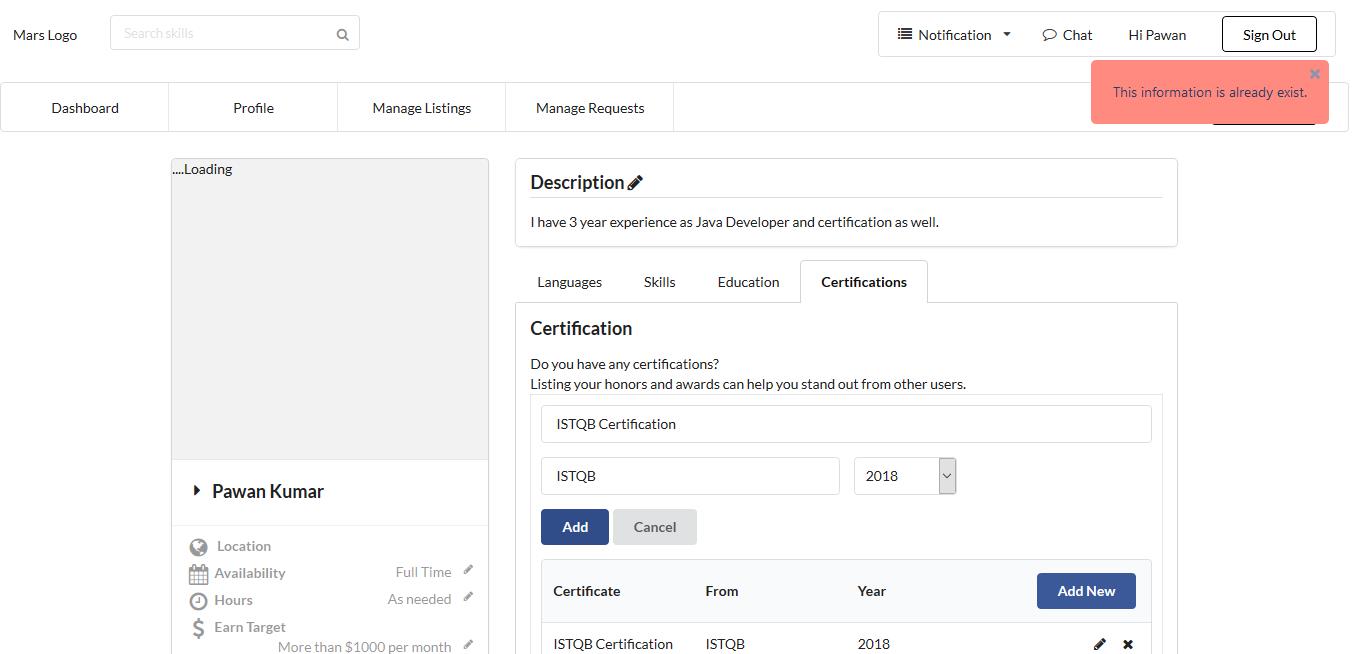 Mars Logo
Search skills
Notification
Chat
Hi Pawan
Sign Out
This information is already exist.
Dashboard
Profile
Manage Listings
Manage Requests
....Loading
Pawan Kumar
Location
Availability
Full Time
Hours
As needed
Earn Target
More than $1000 per month
Description
I have 3 year experience as Java Developer and certification as well.
Languages
Skills
Education
Certifications
Certification
Do you have any certifications?
Listing your honors and awards can help you stand out from other users.
ISTQB Certification
ISTQB
2018
Add
Cancel
Certificate
From
Year
Add New
ISTQB Certification
ISTQB
2018